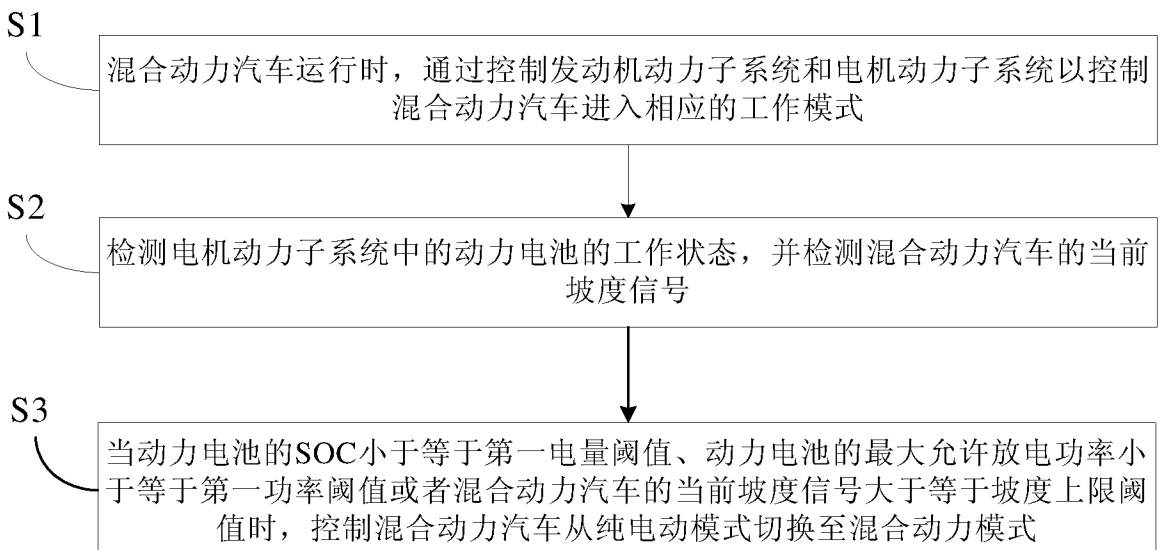 S1
混合动力汽车运行时，通过控制发动机动力子系统和电机动力子系统以控制
混合动力汽车进入相应的工作模式
S2
检测电机动力子系统中的动力电池的工作状态，并检测混合动力汽车的当前
坡度信号
S3
当动力电池的SOC小于等于第一电量阈值、动力电池的最大允许放电功率小
于等于第一功率阈值或者混合动力汽车的当前坡度信号大于等于坡度上限阈
值时，控制混合动力汽车从纯电动模式切换至混合动力模式